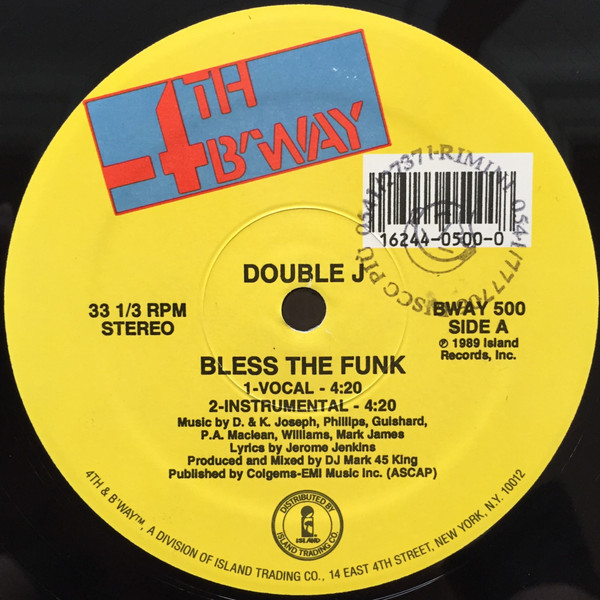 4TH
B'WAY
DISCO PIÙ
RIMINI
16244-0500-0
DOUBLE J
33 1/3 RPM
STEREO
BWAY 500
SIDE A
℗ 1989 Island
Records, Inc.
BLESS THE FUNK
1-VOCAL - 4:20
2-INSTRUMENTAL - 4:20
Music by D. & K. Joseph, Phillips, Guishard,
P.A. Maclean, Williams, Mark James
Lyrics by Jerome Jenkins
Produced and Mixed by DJ Mark 45 King
Published by Colgems-EMI Music Inc. (ASCAP)
DISTRIBUTED BY
ISLAND
ISLAND TRADING CO.
4TH & B'WAY™, A DIVISION OF ISLAND TRADING CO., 14 EAST 4TH STREET, NEW YORK, N.Y. 10012